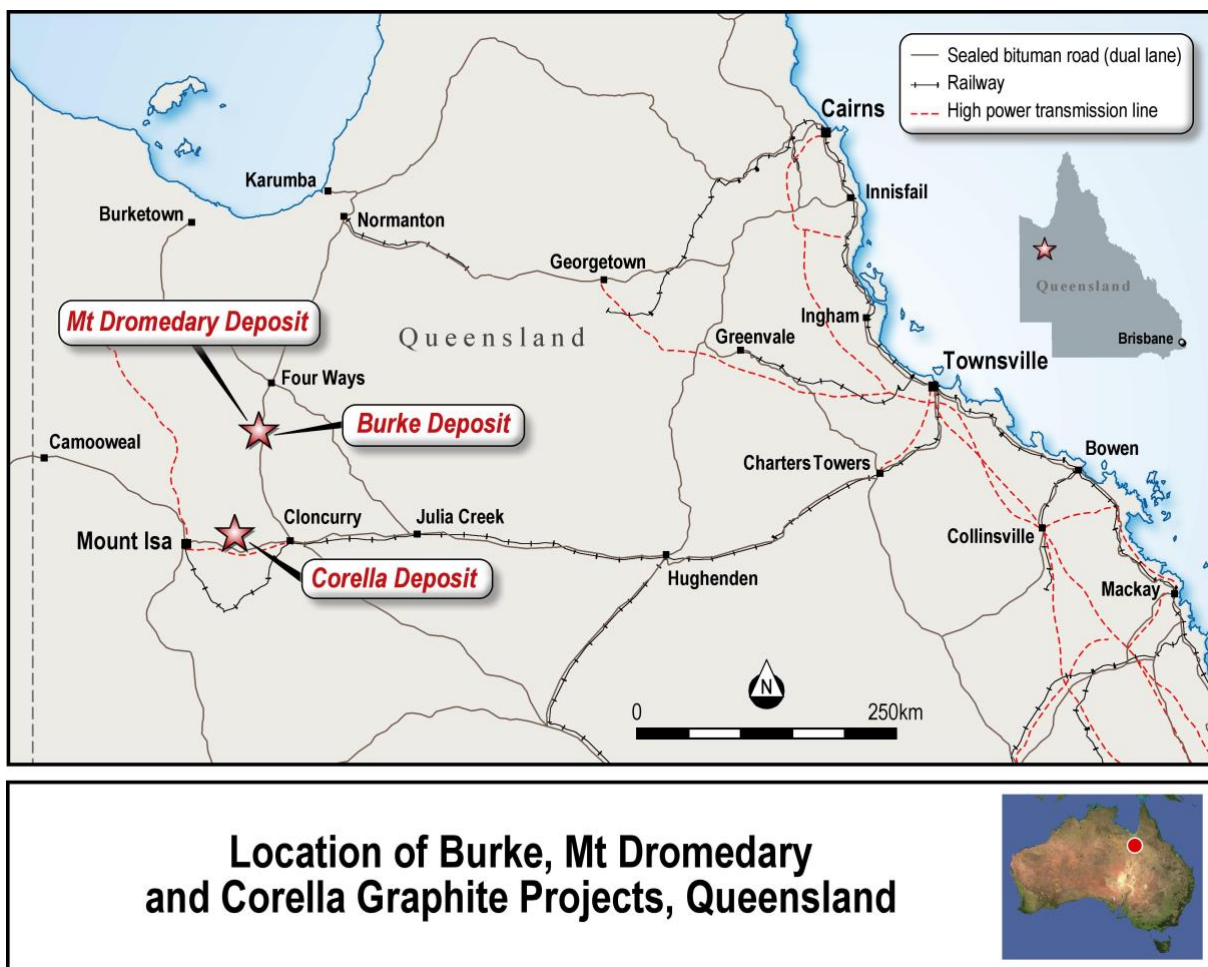 Sealed bituman road (dual lane)
Railway
High power transmission line
Cairns
Karumba
Innisfail
Burketown
Normanton
Georgetown
Queensland
Brisbane
Mt Dromedary Deposit
Queensland
Ingham
Greenvale
Townsville
Four Ways
Burke Deposit
Camooweal
Charters Towers
Bowen
Mount Isa
Cloncurry
Julia Creek
Collinsville
Corella Deposit
Hughenden
Mackay
N
0
250km
Location of Burke, Mt Dromedary
and Corella Graphite Projects, Queensland